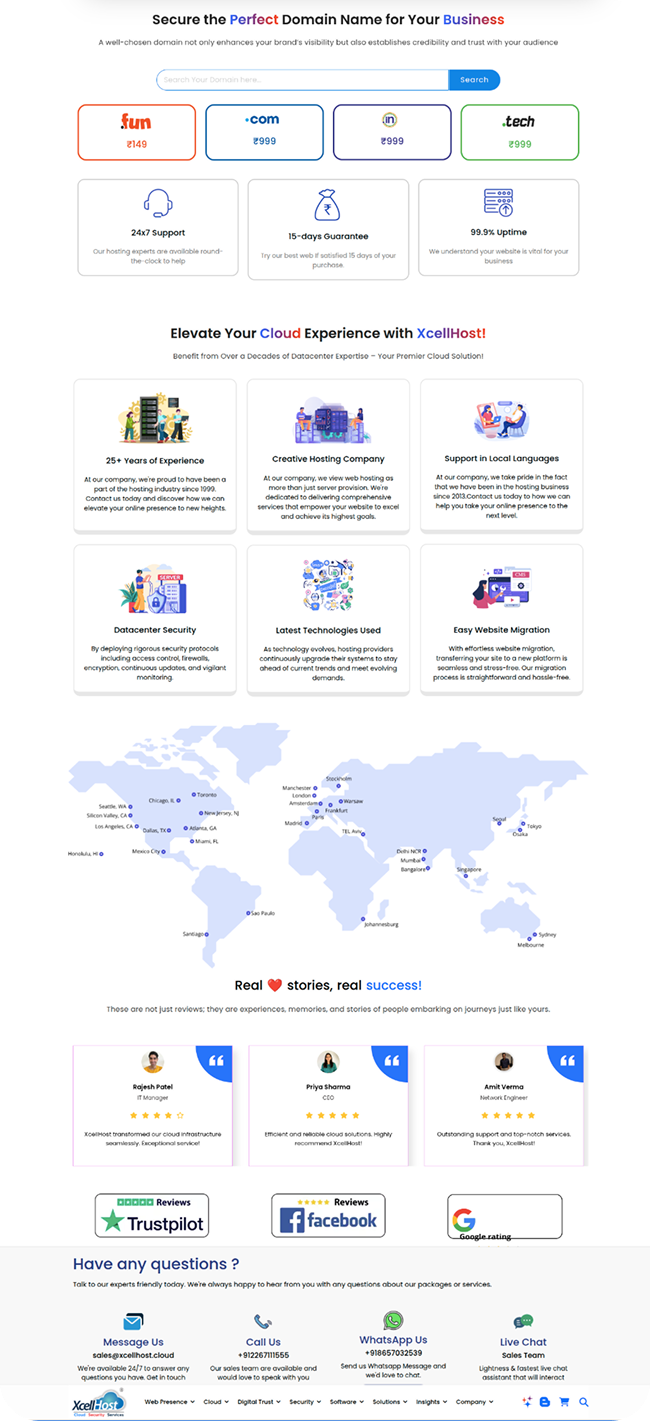 Secure the Perfect Domain Name for Your Business
A well-chosen domain not only enhances your brand's visibility but also establishes credibility and trust with your audience
Search Your Domain here...
Search
.fun
₹149
.com
₹999
.in
₹999
.tech
₹999
24x7 Support
Our hosting experts are available round-
the-clock to help
15-days Guarantee
Try our best web if satisfied 15 days of your
purchase.
99.9% Uptime
We understand your website is vital for your
business
Elevate Your Cloud Experience with XcellHost!
Benefit from Over a Decades of Datacenter Expertise – Your Premier Cloud Solution!
25+ Years of Experience
At our company, we're proud to have been a
part of the hosting industry since 1999.
Contact us today and discover how we can
elevate your online presence to new heights.
Creative Hosting Company
At our company, we view web hosting as
more than just server provision. We're
dedicated to delivering comprehensive
services that empower your website to excel
and achieve its highest goals.
Support in Local Languages
At our company, we take pride in the fact
that we have been in the hosting business
since 2013.Contact us today to how we can
help you take your online presence to the
next level.
SERVER
Datacenter Security
By deploying rigorous security protocols
including access control, firewalls,
encryption, continuous updates, and vigilant
monitoring.
Latest Technologies Used
As technology evolves, hosting providers
continuously upgrade their systems to stay
ahead of current trends and meet evolving
demands.
CMS
Easy Website Migration
With effortless website migration,
transferring your site to a new platform is
seamless and stress-free. Our migration
process is straightforward and hassle-free.
Stockholm
Manchester
London
Amsterdam
Warsaw
Frankfurt
Paris
Madrid
TEL Aviv
Toronto
Chicago, IL
Seattle, WA
Silicon Valley, CA
New Jersey, NJ
Los Angeles, CA
Dallas, TX
Atlanta, GA
Miami, FL
Mexico City
Honolulu, HI
Seoul
Tokyo
Osaka
Delhi NCR
Mumbai
Bangalore
Singapore
Sao Paulo
Santiago
Johannesburg
Sydney
Melbourne
Real ❤️ stories, real success!
These are not just reviews; they are experiences, memories, and stories of people embarking on journeys just like yours.
Rajesh Patel
IT Manager
XcellHost transformed our cloud infrastructure
seamlessly. Exceptional service!
Priya Sharma
CEO
Efficient and reliable cloud solutions. Highly
recommend XcellHost!
Amit Verma
Network Engineer
Outstanding support and top-notch services.
Thank you, XcellHost!
Reviews
Trustpilot
Reviews
facebook
Google rating
Have any questions ?
Talk to our experts friendly today. We're always happy to hear from you with any questions about our packages or services.
Message Us
sales@xcellhost.cloud
We're available 24/7 to answer any
questions you have. Get in touch
Call Us
+912267111555
Our sales team are available and
would love to speak with you
WhatsApp Us
+918657032539
Send us Whatsapp Message and
we'd love to chat.
Live Chat
Sales Team
Lightness & fastest live chat
assistant that will interact
XcellHost
Cloud Security Services
Web Presence
Cloud
Digital Trust
Security
Software
Solutions
Insights
Company